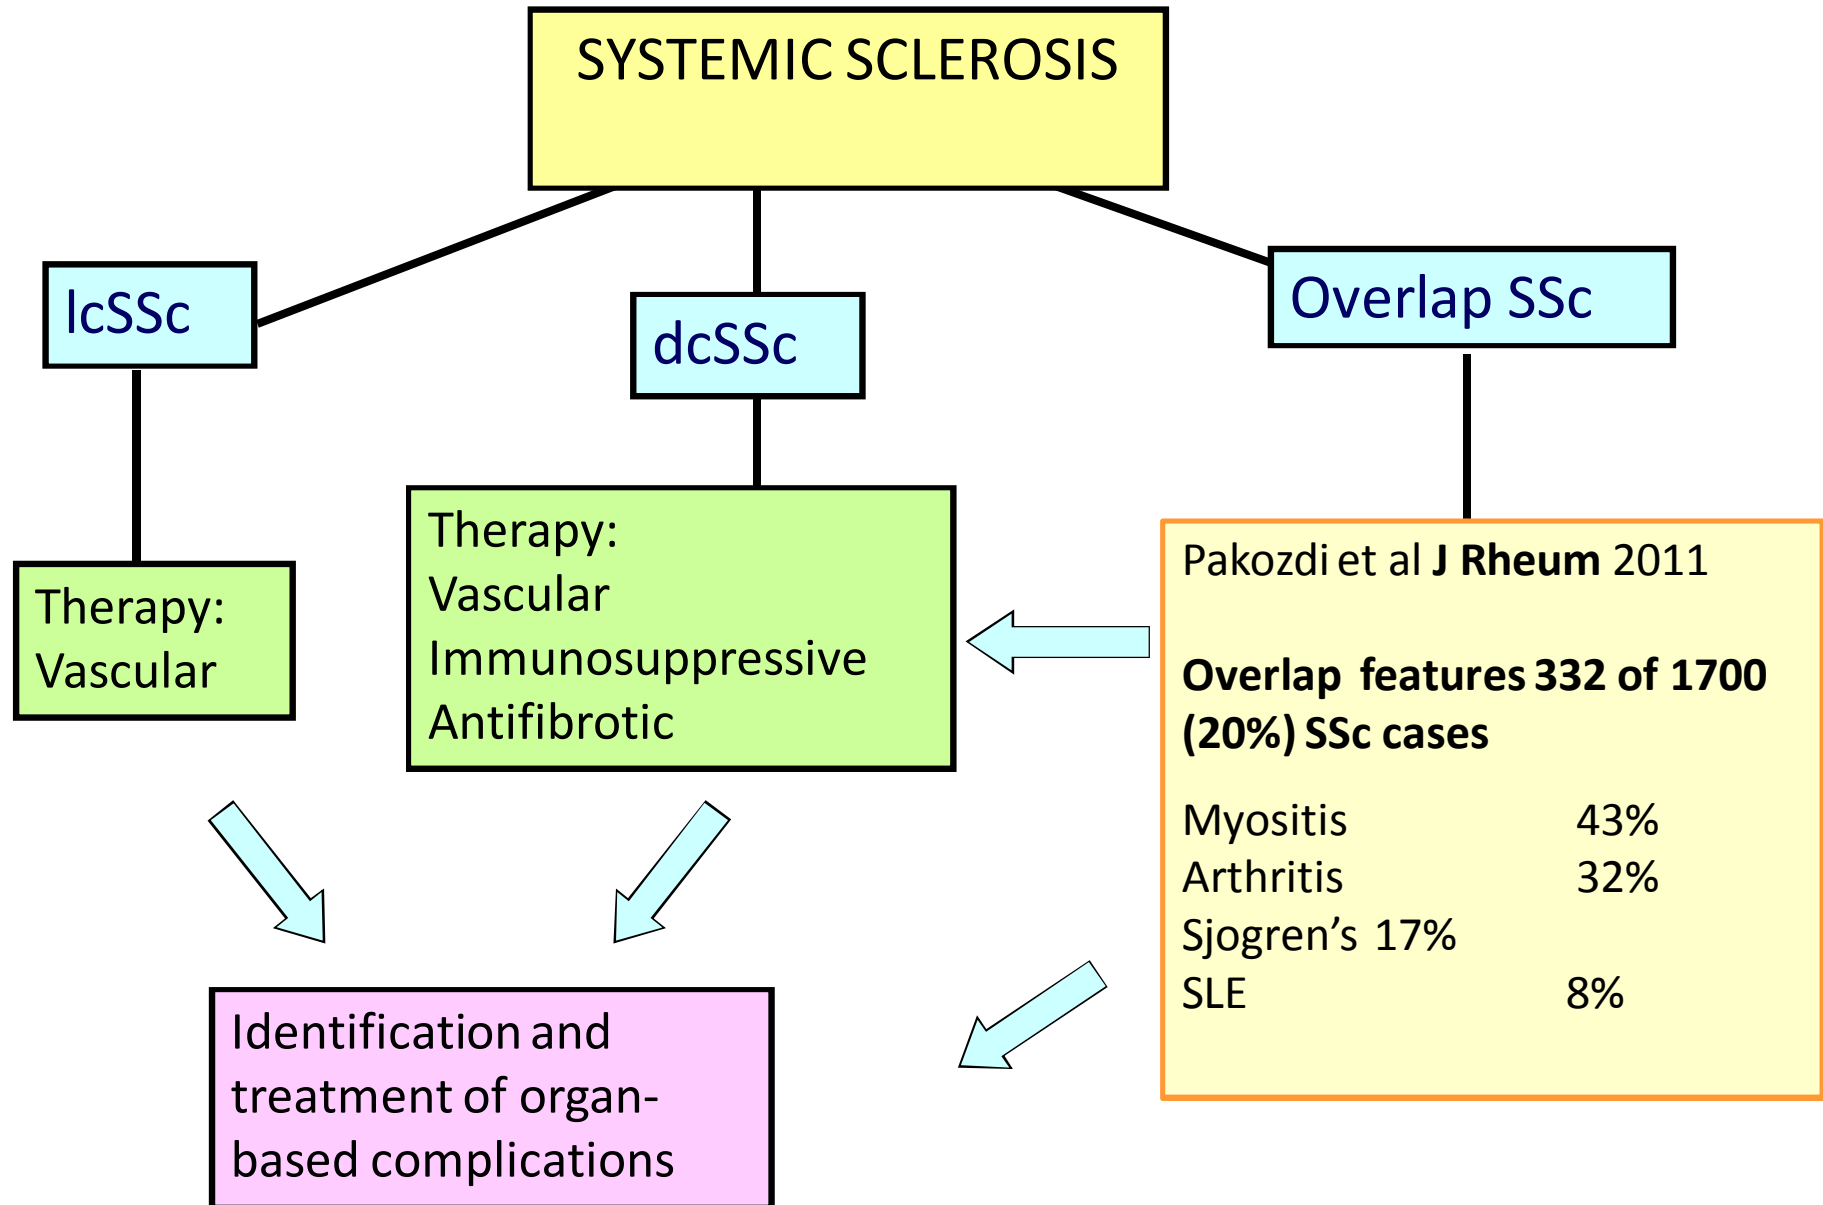 SYSTEMIC SCLEROSIS
lcSSc
dcSSc
Overlap SSc
Therapy:
Vascular
Therapy:
Vascular
Immunosuppressive
Antifibrotic
Pakozdi et al J Rheum 2011
Overlap features 332 of 1700
(20%) SSc cases
Myositis 43%
Arthritis 32%
Sjogren’s 17%
SLE 8%
Identification and
treatment of organ-
based complications